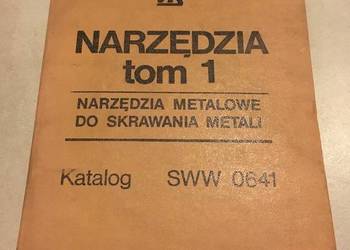 NARZĘDZIA
tom 1
NARZĘDZIA METALOWE
DO SKRAWANIA METALI
Katalog SWW 0641